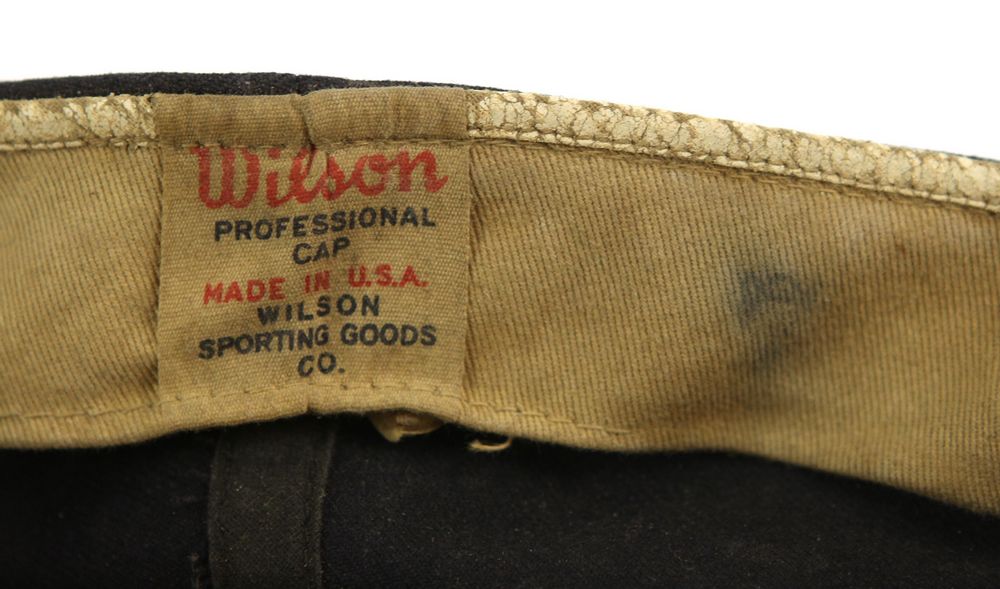 Wilson
PROFESSIONAL
CAP
MADE IN U.S.A.
WILSON
SPORTING GOODS
CO.